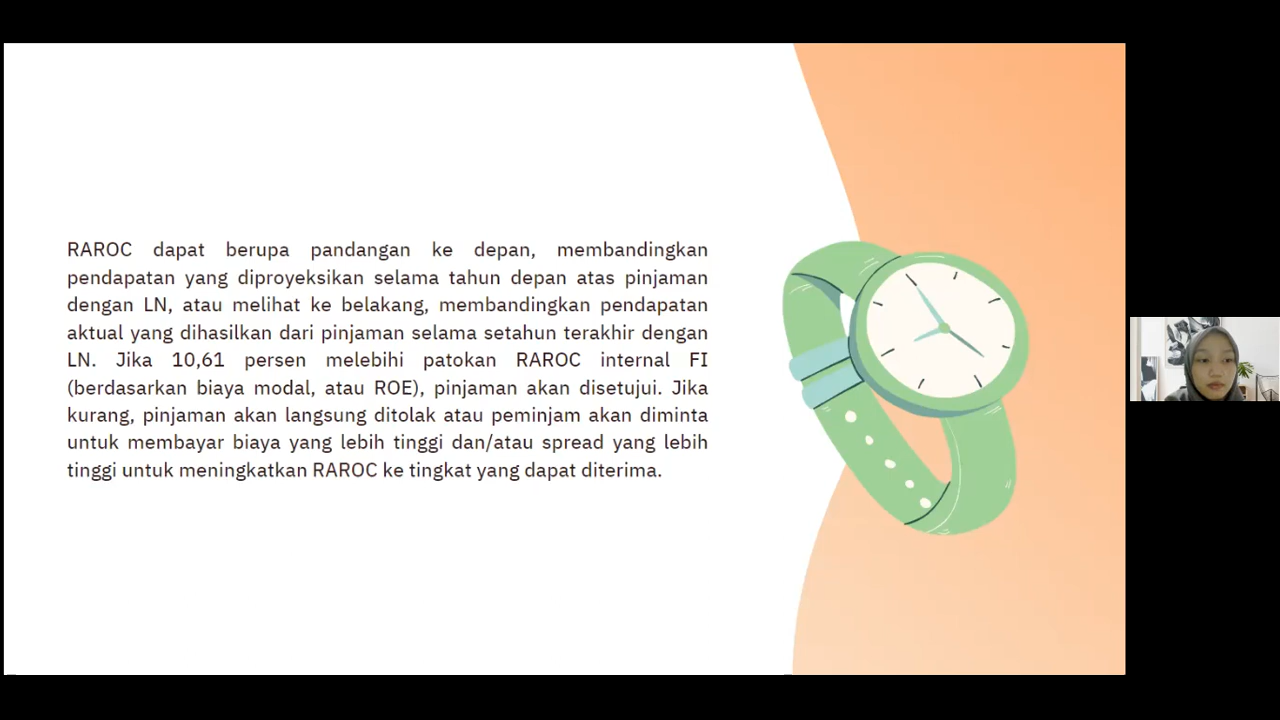 RAROC dapat berupa pandangan ke depan, membandingkan
pendapatan yang diproyeksikan selama tahun depan atas pinjaman
dengan LN, atau melihat ke belakang, membandingkan pendapatan
aktual yang dihasilkan dari pinjaman selama setahun terakhir dengan
LN. Jika 10,61 persen melebihi patokan RAROC internal FI
(berdasarkan biaya modal, atau ROE), pinjaman akan disetujui. Jika
kurang, pinjaman akan langsung ditolak atau peminjam akan diminta
untuk membayar biaya yang lebih tinggi dan/atau spread yang lebih
tinggi untuk meningkatkan RAROC ke tingkat yang dapat diterima.